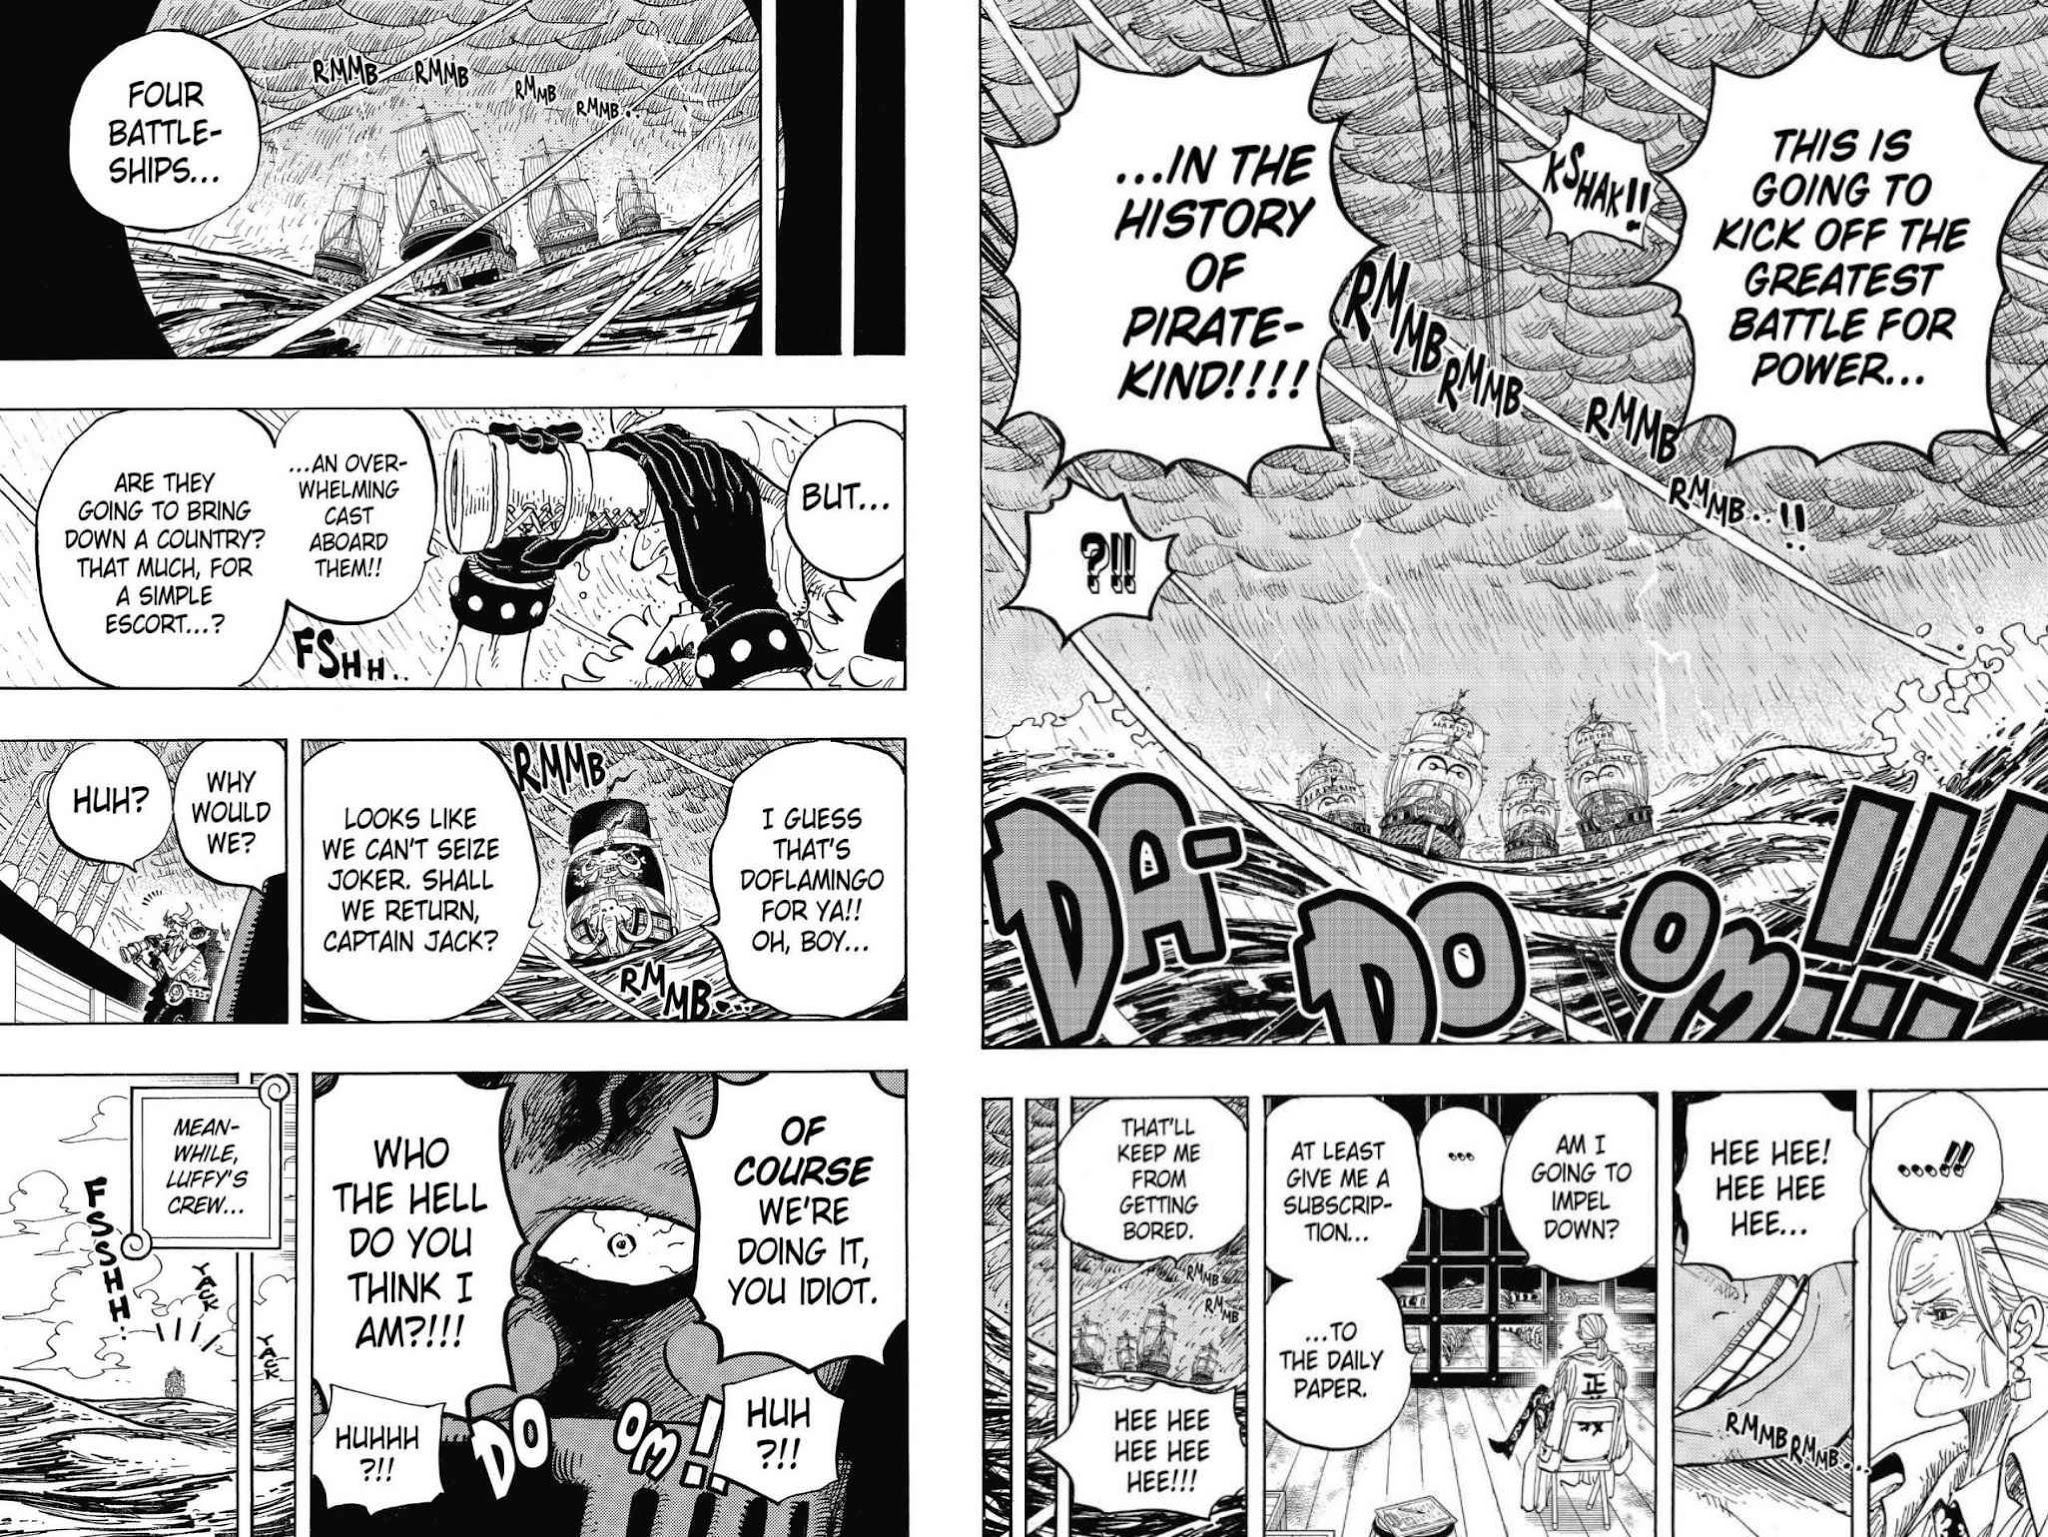 THIS IS
GOING TO
KICK OFF THE
GREATEST
BATTLE FOR
POWER...
KSHAK!!
...IN THE
HISTORY
OF
PIRATE-
KIND!!!!
RMMB
RMMB
RMMB
RMMB..!!
?!!
MARINE
DA-
DO
OM!!!
...!!
HEE HEE!
HEE HEE
HEE...
RMMB
RMMB...
AM I
GOING TO
IMPEL
DOWN?
...
AT LEAST
GIVE ME A
SUBSCRIP-
TION...
...TO
THE DAILY
PAPER.
正
THAT'LL
KEEP ME
FROM
GETTING
BORED.
RMMB
RMMB
HEE HEE
HEE HEE
HEE!!!
FOUR
BATTLE-
SHIPS...
RMMB
RMMB
RMMB
RMMB..
BUT...
...AN OVER-
WHELMING
CAST
ABOARD
THEM!!
ARE THEY
GOING TO BRING
DOWN A COUNTRY?
THAT MUCH, FOR
A SIMPLE
ESCORT...?
FSHH..
I GUESS
THAT'S
DOFLAMINGO
FOR YA!!
OH, BOY...
RMMB
LOOKS LIKE
WE CAN'T SEIZE
JOKER. SHALL
WE RETURN,
CAPTAIN JACK?
RMMB...
WHY
WOULD
WE?
HUH?
OF
COURSE
WE'RE
DOING IT,
YOU IDIOT.
WHO
THE HELL
DO YOU
THINK I
AM?!!!
HUH
?!!
DOOM!!
HUHHH
?!!
MEAN-
WHILE,
LUFFY'S
CREW...
FSSHH..
YACK
YACK